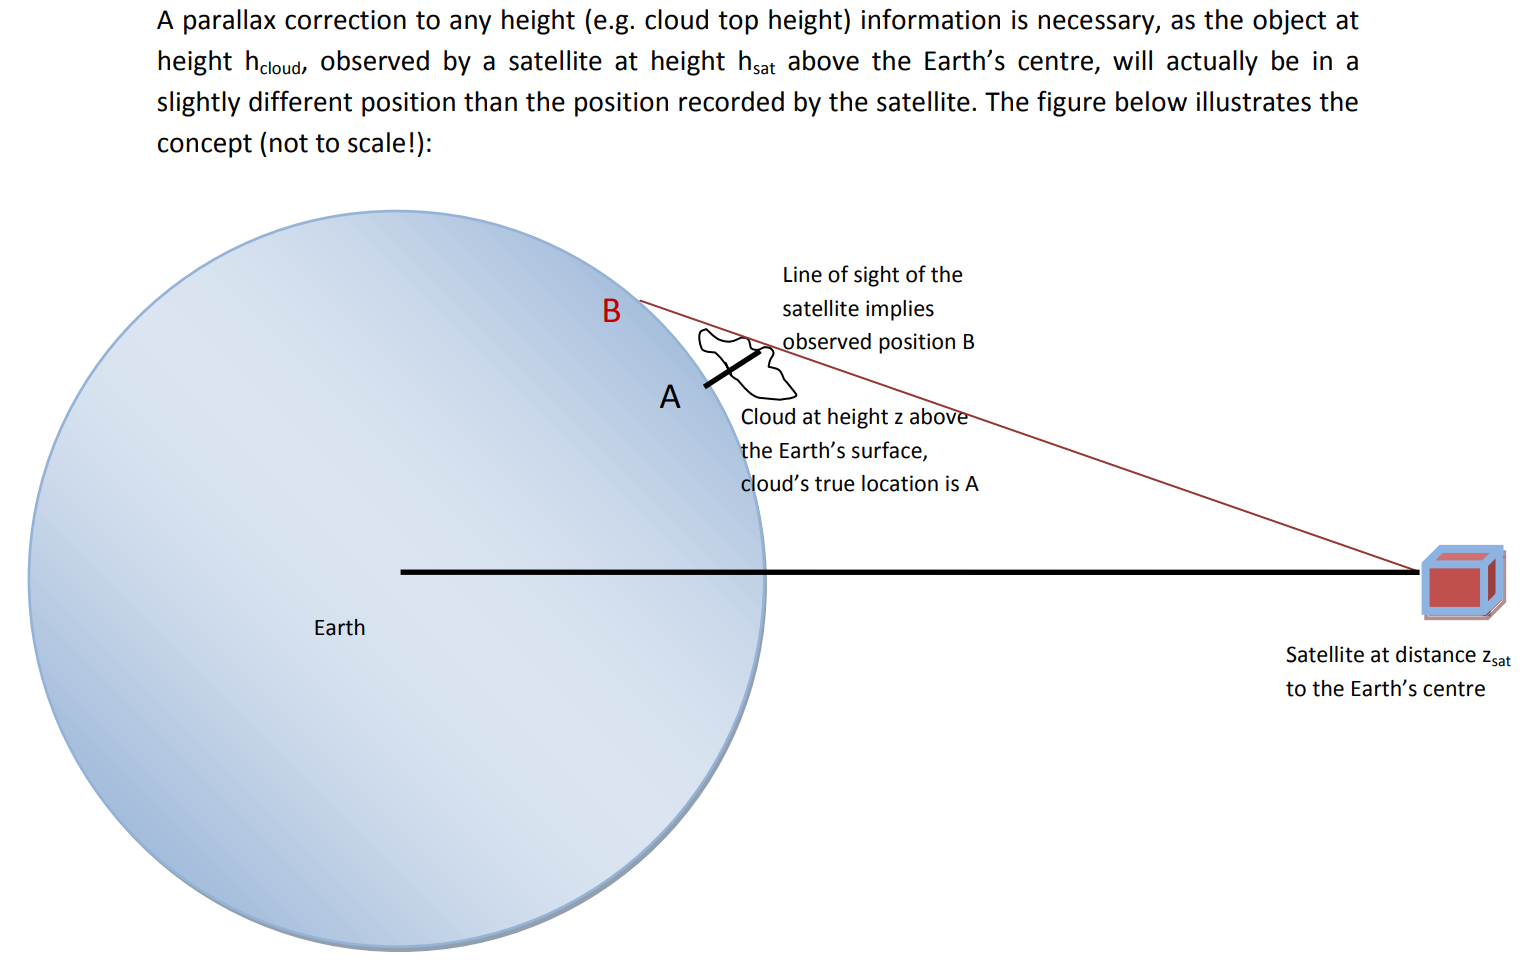 A parallax correction to any height (e.g. cloud top height) information is necessary, as the object at
height hcloud, observed by a satellite at height hsat above the Earth’s centre, will actually be in a
slightly different position than the position recorded by the satellite. The figure below illustrates the
concept (not to scale!):
Line of sight of the
satellite implies
observed position B
B
A
Cloud at height z above
the Earth’s surface,
cloud’s true location is A
Earth
Satellite at distance zsat
to the Earth’s centre